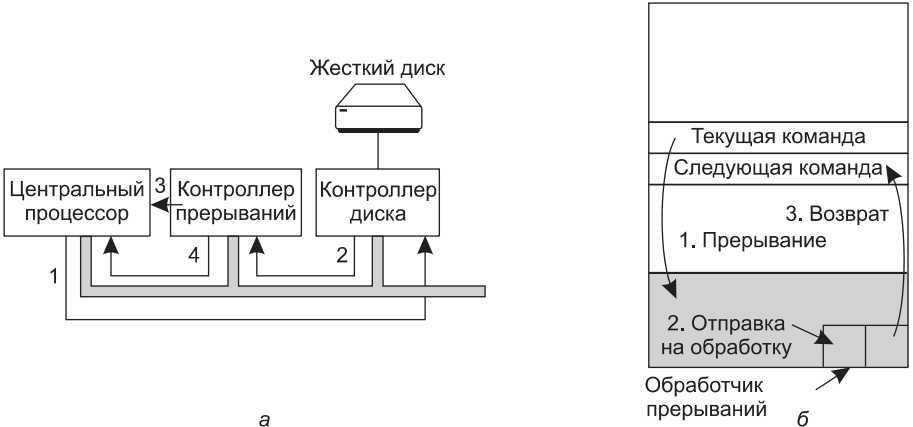 Жесткий диск
Центральный
процессор
3
Контроллер
прерываний
Контроллер
диска
1
4
2
а
Текущая команда
Следующая команда
3. Возврат
1. Прерывание
2. Отправка
на обработку
Обработчик
прерываний
б